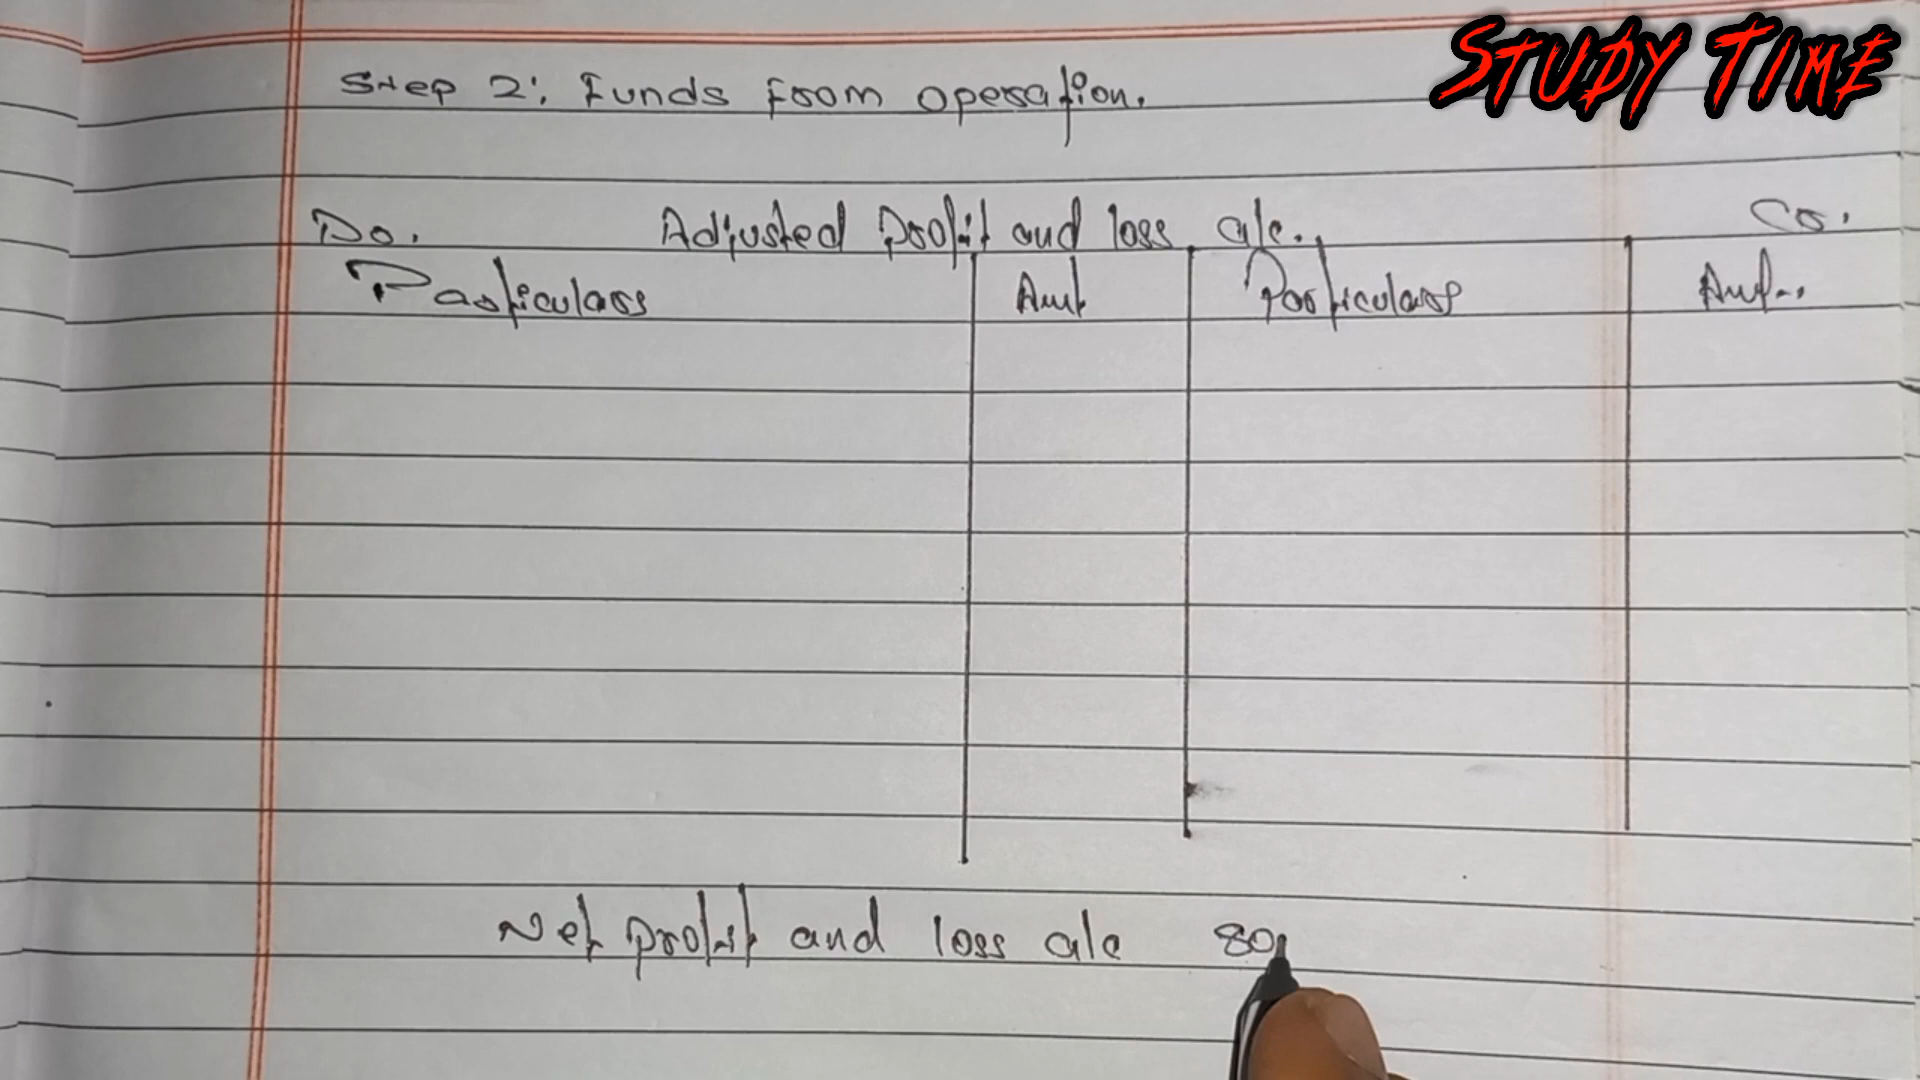 STUDY TIME
Step 2: Funds from operation.
Dr. Adjusted Profit and loss a/c. Cr.
Particulars Amt Particulars Amt.
Net profit and loss a/c 80,